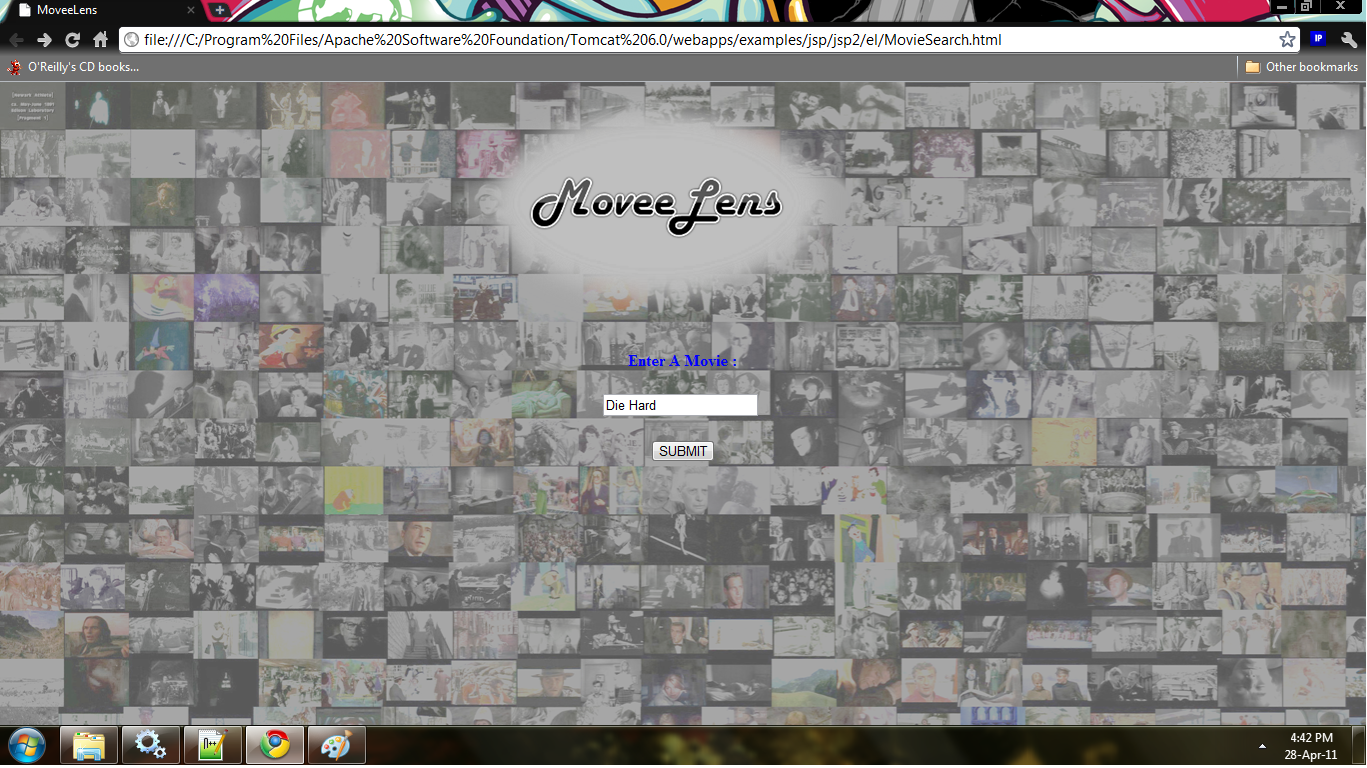 MoveeLens
file:///C:/Program%20Files/Apache%20Software%20Foundation/Tomcat%206.0/webapps/examples/jsp/jsp2/el/MovieSearch.html
IP
O'Reilly's CD books...
Other bookmarks
MoveeLens
Enter A Movie :
Die Hard
SUBMIT
4:42 PM
28-Apr-11